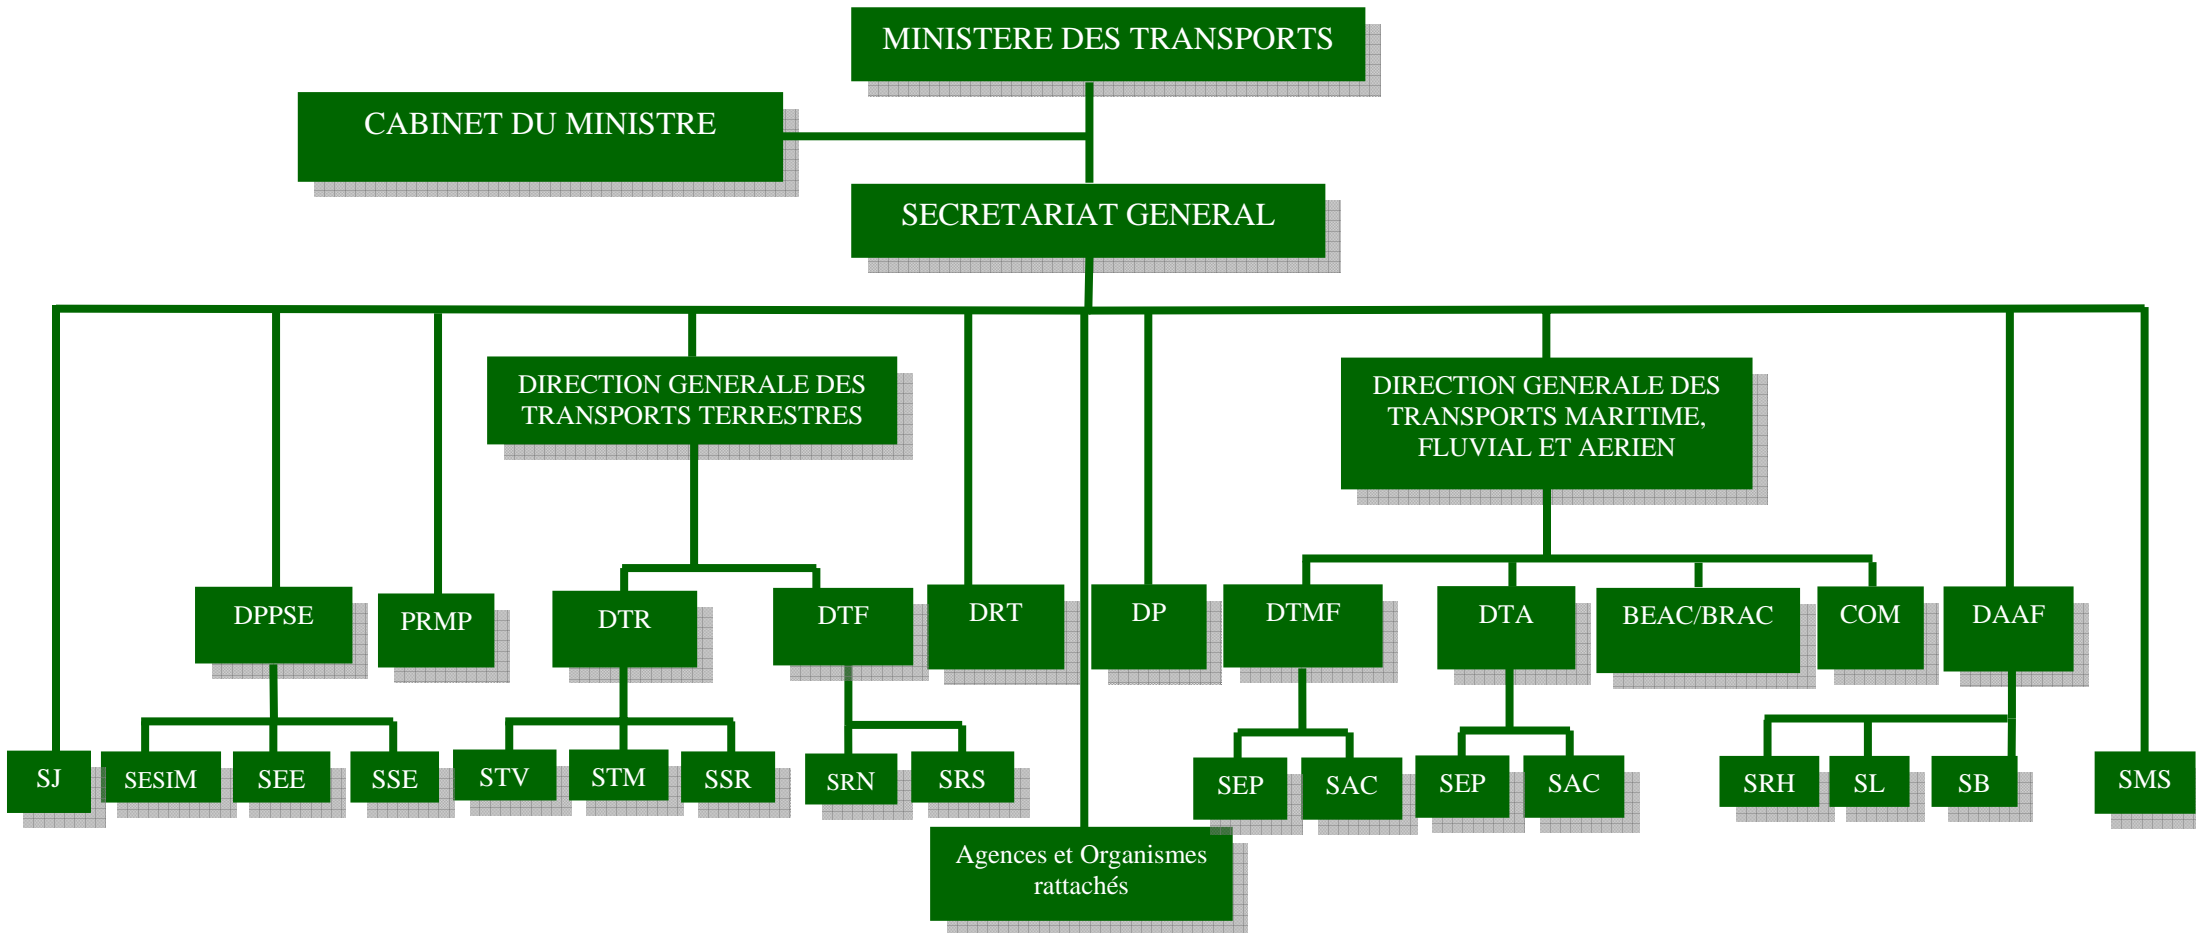 MINISTERE DES TRANSPORTS
CABINET DU MINISTRE
SECRETARIAT GENERAL
DIRECTION GENERALE DES
TRANSPORTS TERRESTRES
DIRECTION GENERALE DES
TRANSPORTS MARITIME,
FLUVIAL ET AERIEN
DPPSE
PRMP
DTR
DTF
DRT
DP
DTMF
DTA
BEAC/BRAC
COM
DAAF
SJ
SESIM
SEE
SSE
STV
STM
SSR
SRN
SRS
SEP
SAC
SEP
SAC
SRH
SL
SB
SMS
Agences et Organismes
rattachés